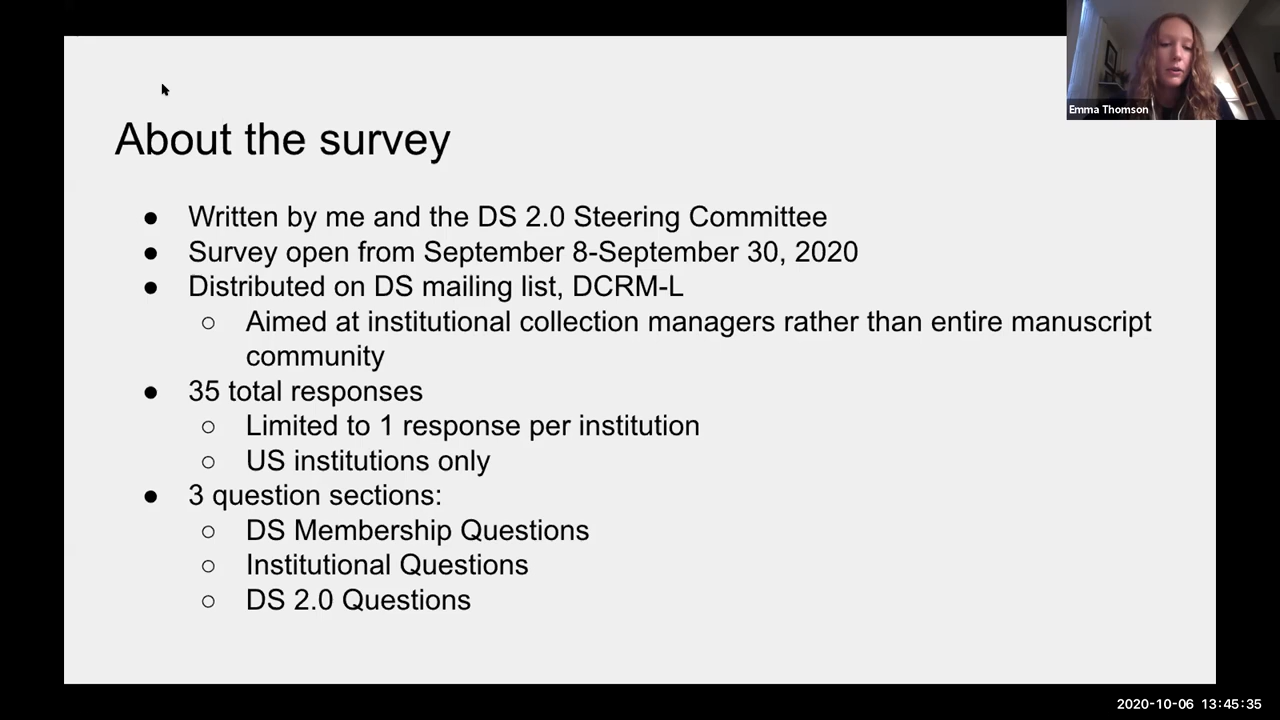 Emma Thomson
About the survey
● Written by me and the DS 2.0 Steering Committee
● Survey open from September 8-September 30, 2020
● Distributed on DS mailing list, DCRM-L
○ Aimed at institutional collection managers rather than entire manuscript
community
● 35 total responses
○ Limited to 1 response per institution
○ US institutions only
● 3 question sections:
○ DS Membership Questions
○ Institutional Questions
○ DS 2.0 Questions
2020-10-06 13:45:35